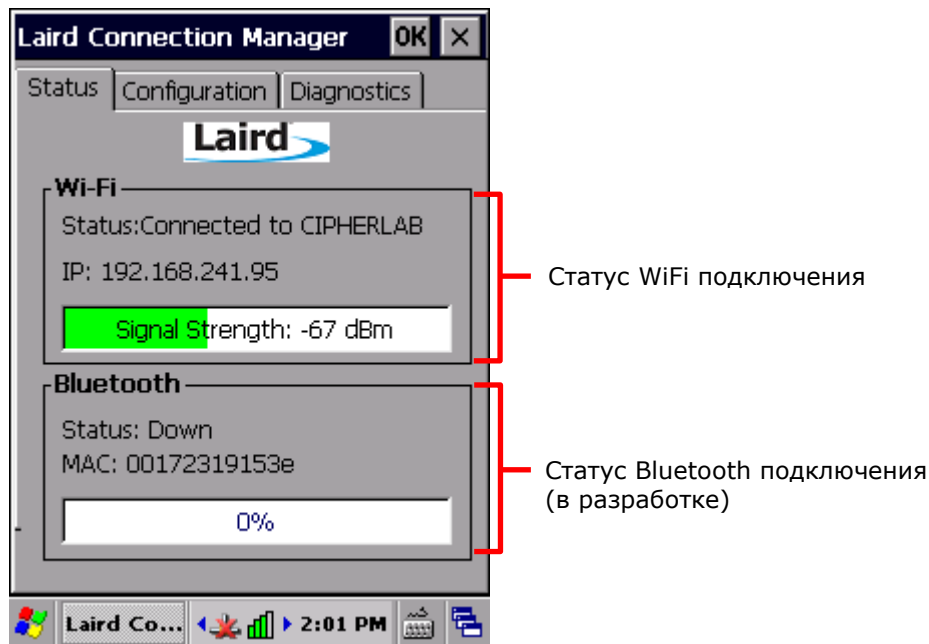 Laird Connection Manager OK ×
Status Configuration Diagnostics
Laird
Wi-Fi
Status:Connected to CIPHERLAB
IP: 192.168.241.95
Signal Strength: -67 dBm
Статус WiFi подключения
Bluetooth
Status: Down
MAC: 00172319153e
0%
Статус Bluetooth подключения
(в разработке)
Laird Co... 2:01 PM